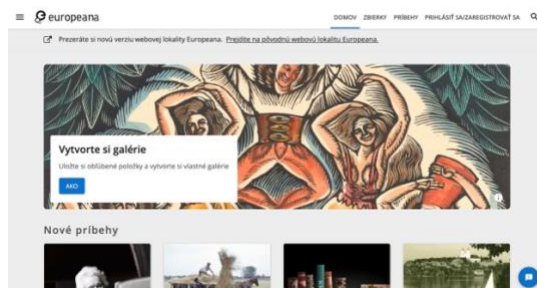 europeana
DOMOV ZBIERKY PRÍBEHY PRIHLÁSIŤ SA/ZAREGISTROVAŤ SA
Prezeráte si novú verziu webovej lokality Europeana. Prejdite na pôvodnú webovú lokalitu Europeana.
Vytvorte si galérie
Uložte si obľúbené položky a vytvorte si vlastné galérie
AKO
Nové príbehy